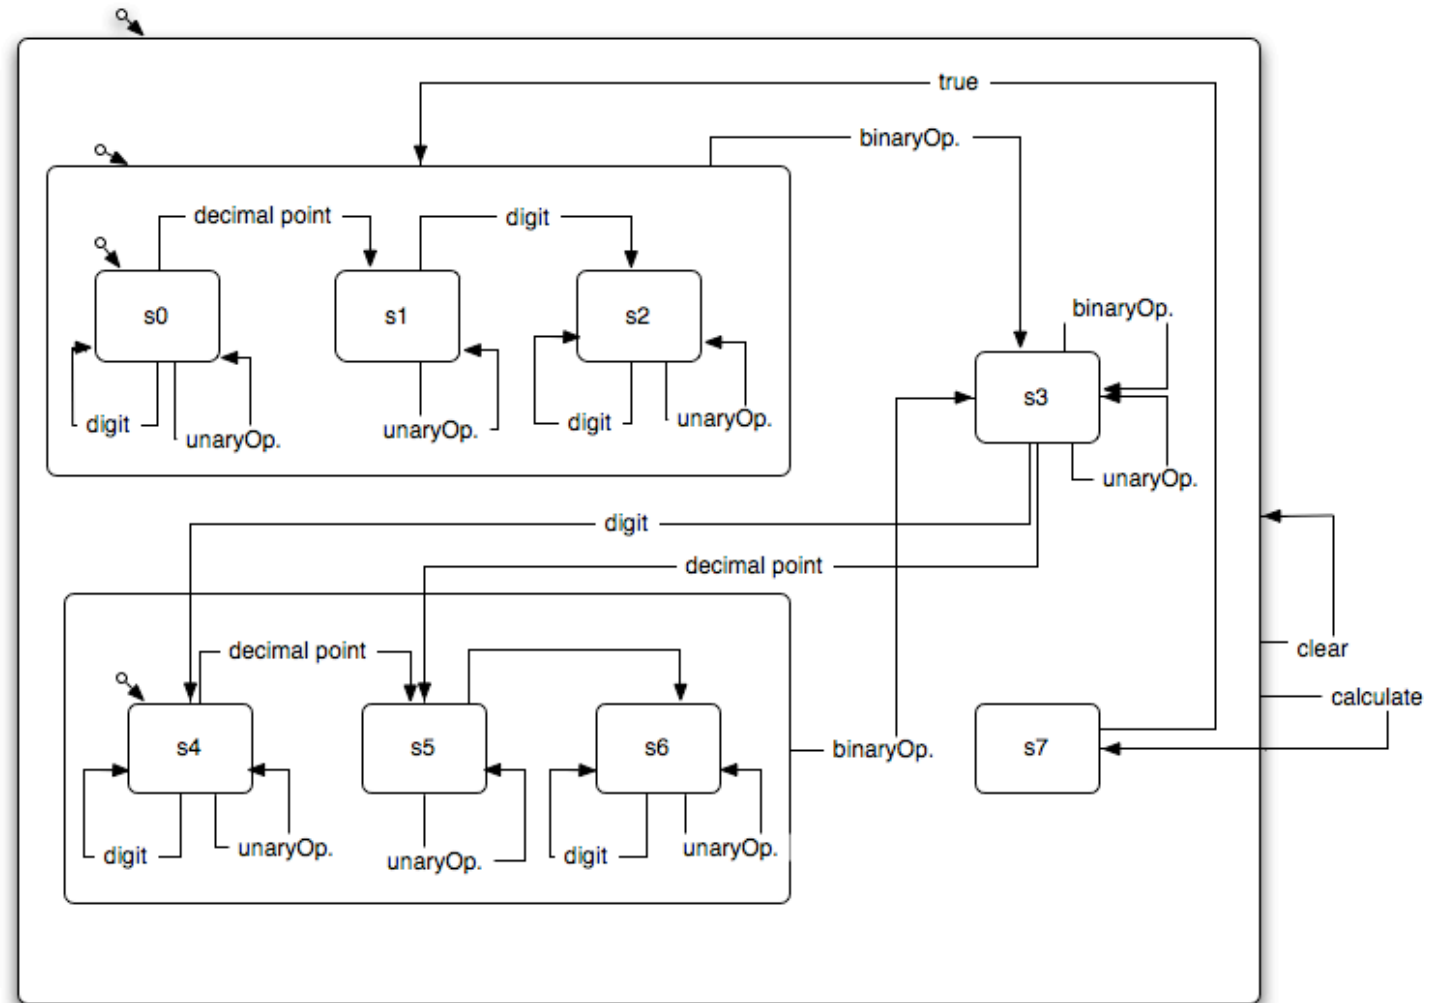 true
binaryOp.
decimal point
digit
s0
s1
s2
binaryOp.
s3
digit
unaryOp.
unaryOp.
digit
unaryOp.
unaryOp.
digit
decimal point
clear
decimal point
calculate
s4
s5
s6
binaryOp.
s7
digit
unaryOp.
unaryOp.
digit
unaryOp.